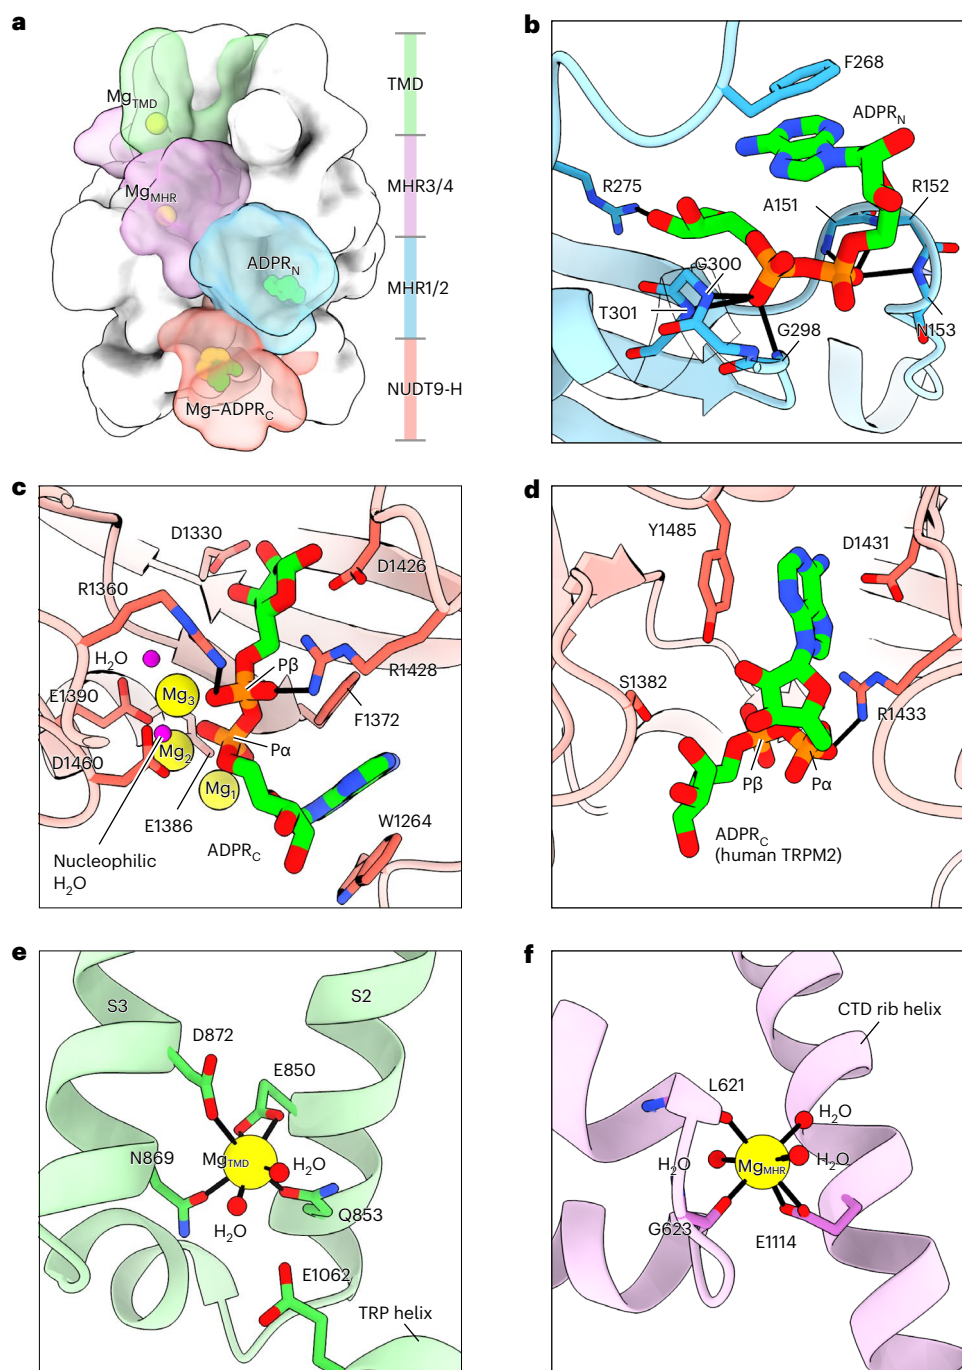 a
Mg_TMD
Mg_MHR
ADPR_N
Mg–ADPR_C
TMD
MHR3/4
MHR1/2
NUDT9-H
b
F268
ADPR_N
R275
A151
R152
G300
T301
G298
N153
c
D1330
D1426
R1360
H₂O
Pβ
R1428
E1390
Mg₃
F1372
Mg₂
Pα
D1460
Mg₁
E1386
W1264
ADPR_C
Nucleophilic
H₂O
d
Y1485
D1431
S1382
R1433
Pβ
Pα
ADPR_C
(human TRPM2)
e
S3
S2
D872
E850
N869
Mg_TMD
H₂O
H₂O
Q853
E1062
TRP helix
f
CTD rib helix
L621
H₂O
H₂O
Mg_MHR
H₂O
G623
E1114